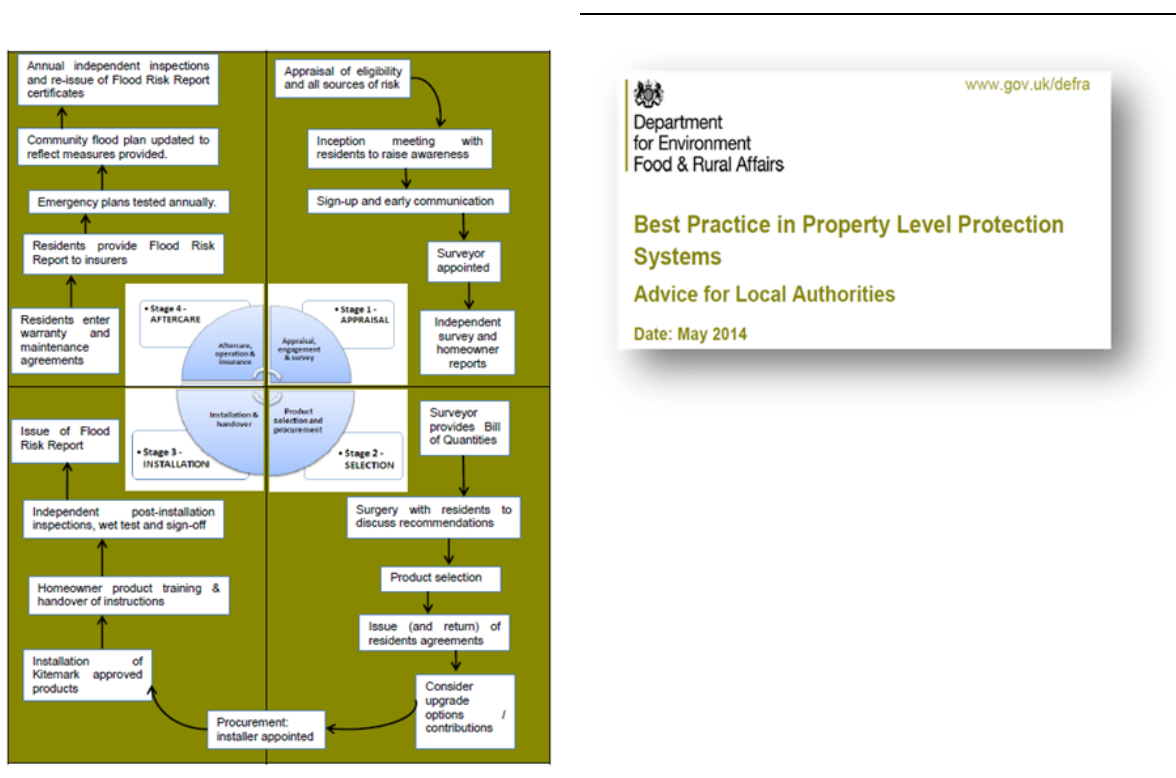 Annual independent inspections
and re-issue of Flood Risk Report
certificates
Community flood plan updated to
reflect measures provided.
Emergency plans tested annually.
Residents provide Flood Risk
Report to insurers
Residents enter
warranty and
maintenance
agreements
Appraisal of eligibility
and all sources of risk
Inception meeting with
residents to raise awareness
Sign-up and early communication
Surveyor
appointed
Independent
survey and
homeowner
reports
• Stage 4 -
AFTERCARE
Aftercare,
operation &
insurance
Appraisal,
engagement
& survey
• Stage 1 -
APPRAISAL
Installation &
handover
Product
selection and
procurement
• Stage 3 -
INSTALLATION
• Stage 2 -
SELECTION
Issue of Flood
Risk Report
Independent post-installation
inspections, wet test and sign-off
Homeowner product training &
handover of instructions
Installation of
Kitemark approved
products
Surveyor
provides Bill
of Quantities
Surgery with residents to
discuss recommendations
Product selection
Issue (and return) of
residents agreements
Consider
upgrade
options /
contributions
Procurement:
installer appointed
www.gov.uk/defra
Department
for Environment
Food & Rural Affairs
Best Practice in Property Level Protection
Systems
Advice for Local Authorities
Date: May 2014